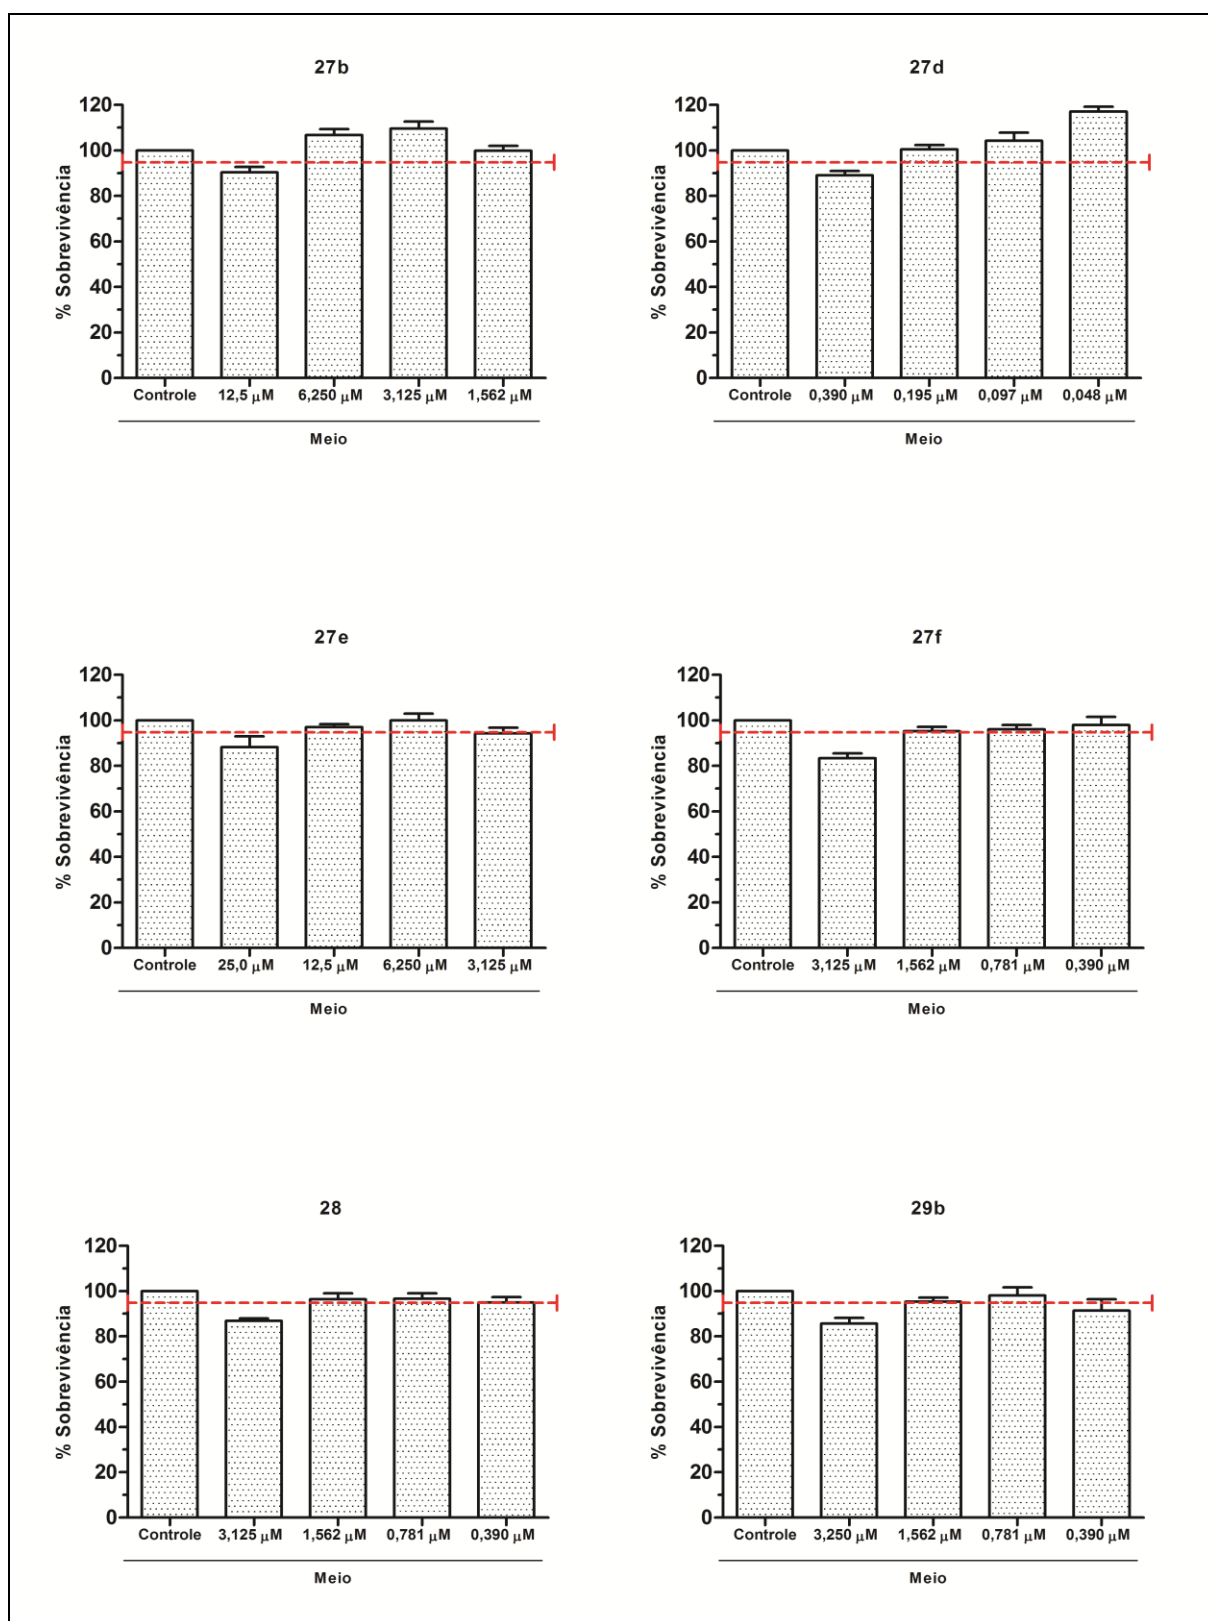 27b
% Sobrevivência
120
100
80
60
40
20
0
Controle 12,5 μM 6,250 μM 3,125 μM 1,562 μM
Meio
27d
% Sobrevivência
120
100
80
60
40
20
0
Controle 0,390 μM 0,195 μM 0,097 μM 0,048 μM
Meio
27e
% Sobrevivência
120
100
80
60
40
20
0
Controle 25,0 μM 12,5 μM 6,250 μM 3,125 μM
Meio
27f
% Sobrevivência
120
100
80
60
40
20
0
Controle 3,125 μM 1,562 μM 0,781 μM 0,390 μM
Meio
28
% Sobrevivência
120
100
80
60
40
20
0
Controle 3,125 μM 1,562 μM 0,781 μM 0,390 μM
Meio
29b
% Sobrevivência
120
100
80
60
40
20
0
Controle 3,250 μM 1,562 μM 0,781 μM 0,390 μM
Meio